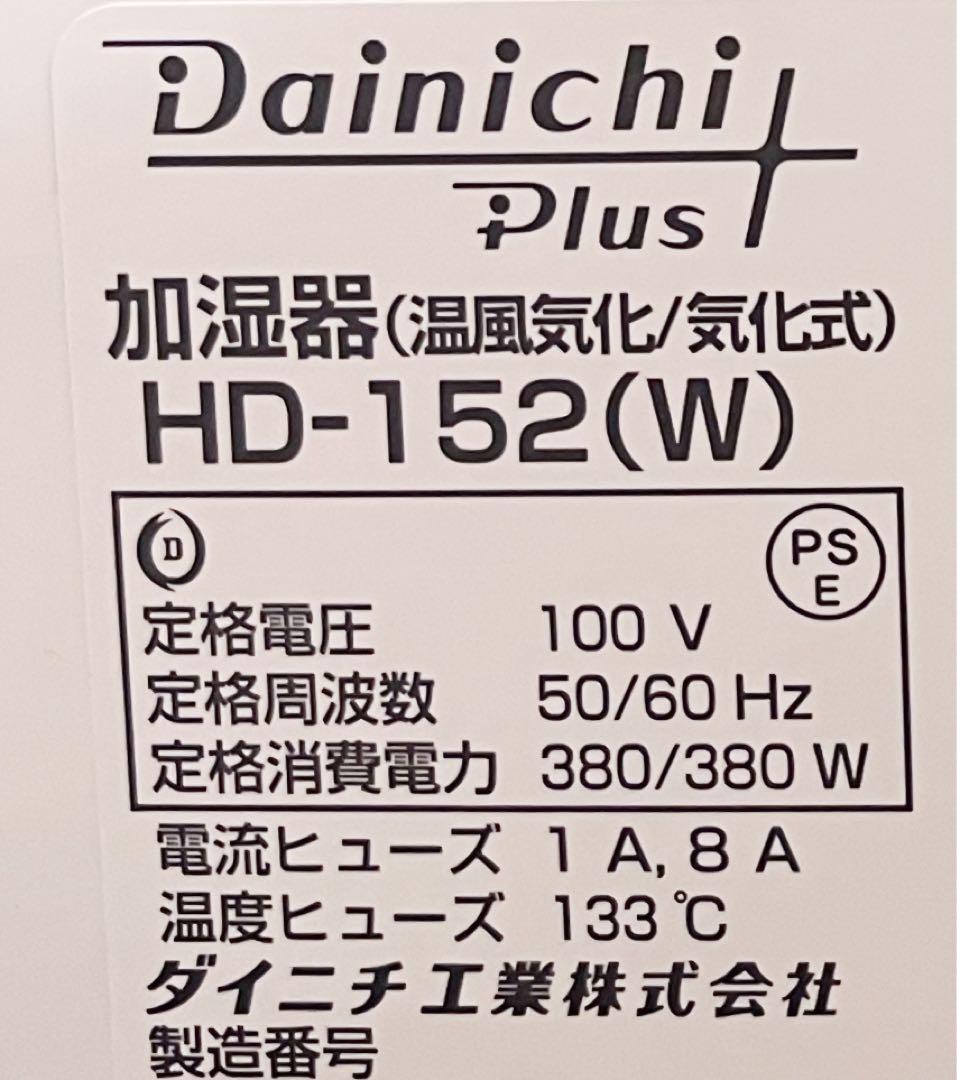 Dainichi
Plus
加湿器(温風気化/気化式)
HD-152(W)
D
PS
E
定格電圧 100 V
定格周波数 50/60 Hz
定格消費電力 380/380 W
電流ヒューズ 1 A, 8 A
温度ヒューズ 133℃
ダイニチ工業株式会社
製造番号